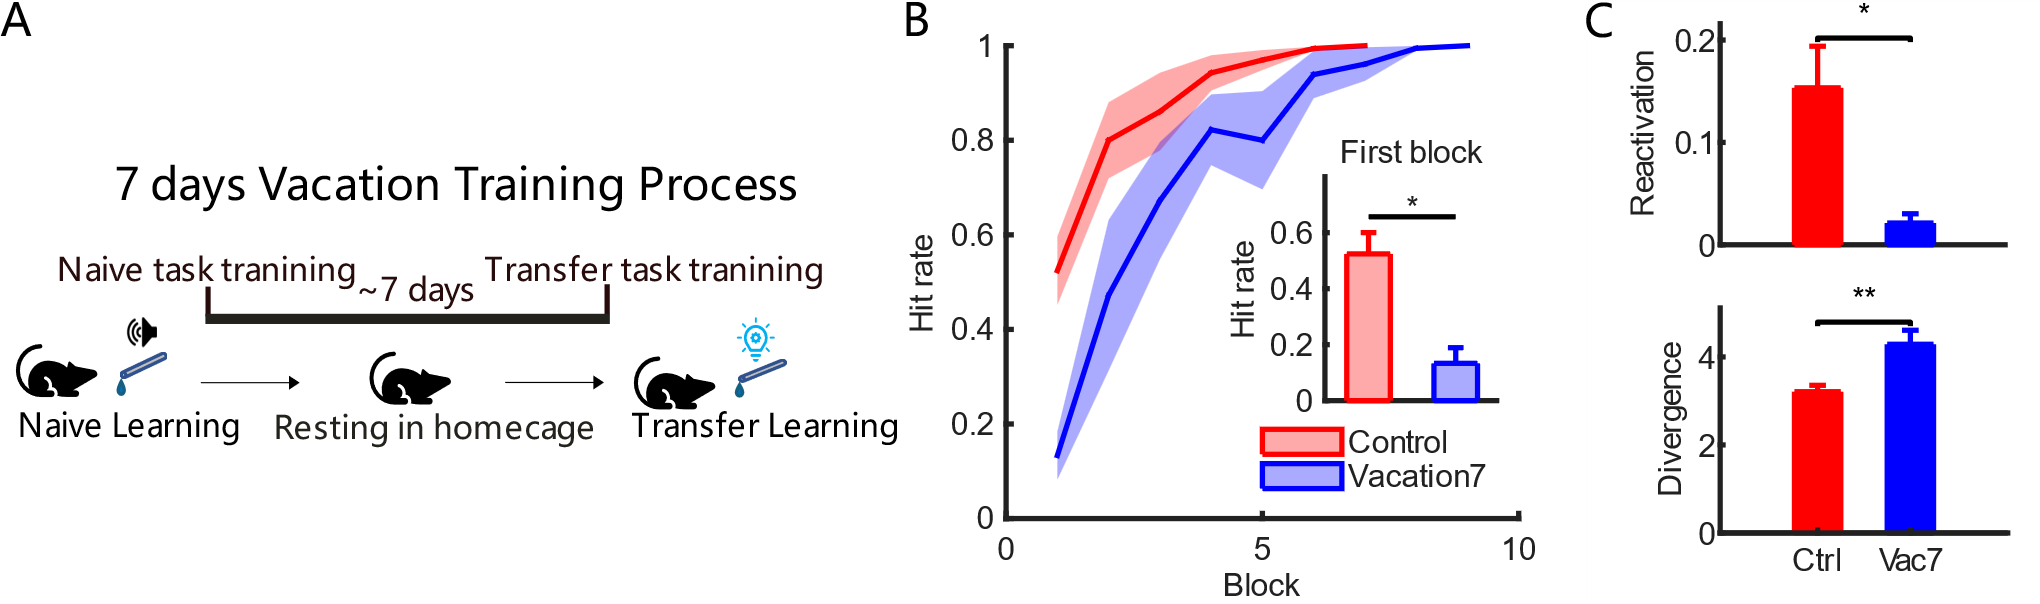 A
7 days Vacation Training Process
Naive task tranining
~7 days
Transfer task tranining
Naive Learning
Resting in homecage
Transfer Learning
B
1
0.8
0.6
0.4
0.2
0
Hit rate
0
5
10
Block
First block
*
0.6
0.4
0.2
0
Hit rate
Control
Vacation7
C
*
0.2
0.1
0
Reactivation
**
4
2
0
Divergence
Ctrl
Vac7